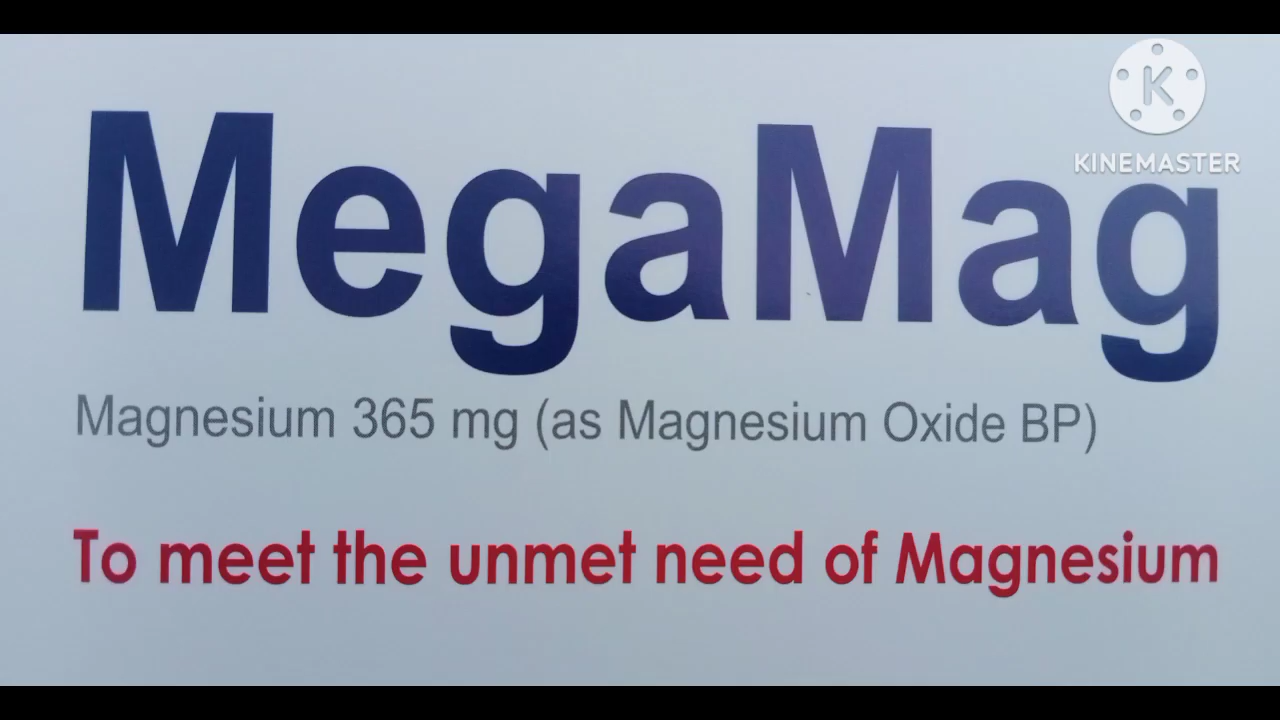 K
KINEMASTER
MegaMag
Magnesium 365 mg (as Magnesium Oxide BP)
To meet the unmet need of Magnesium